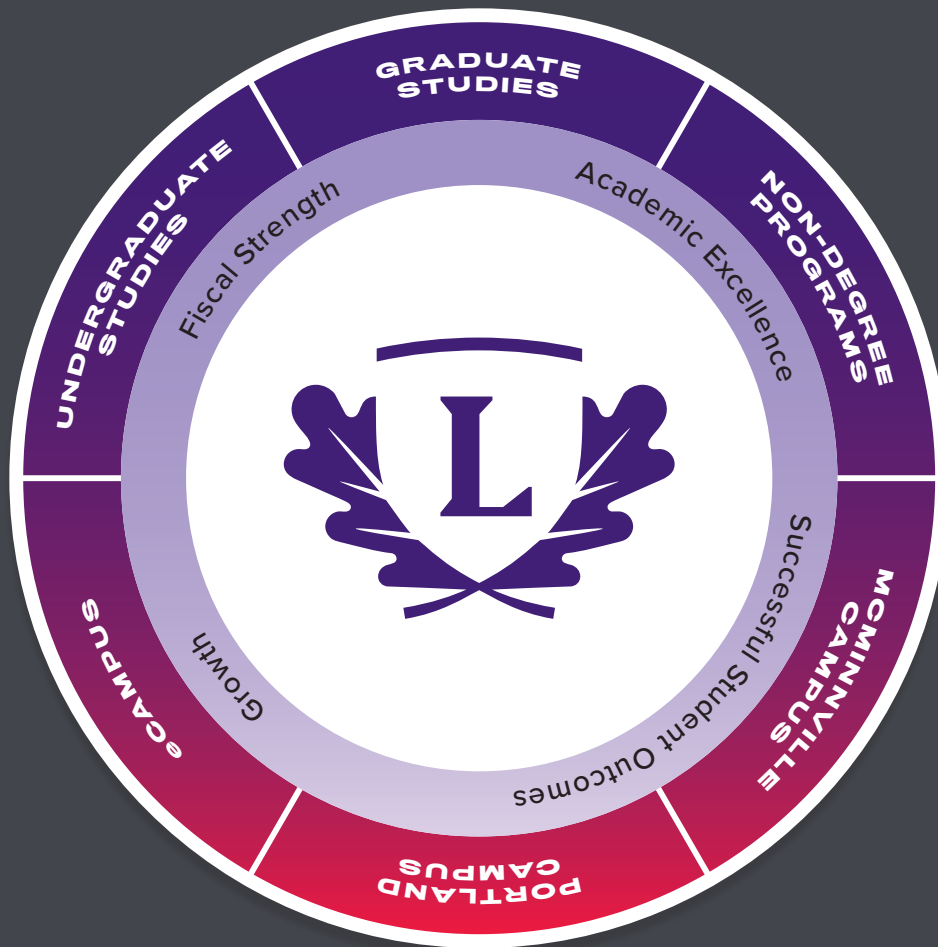 GRADUATE
STUDIES
NON-DEGREE
PROGRAMS
MCMINNVILLE
CAMPUS
PORTLAND
CAMPUS
eCAMPUS
UNDERGRADUATE
STUDIES
Academic Excellence
Successful Student Outcomes
Growth
Fiscal Strength
L